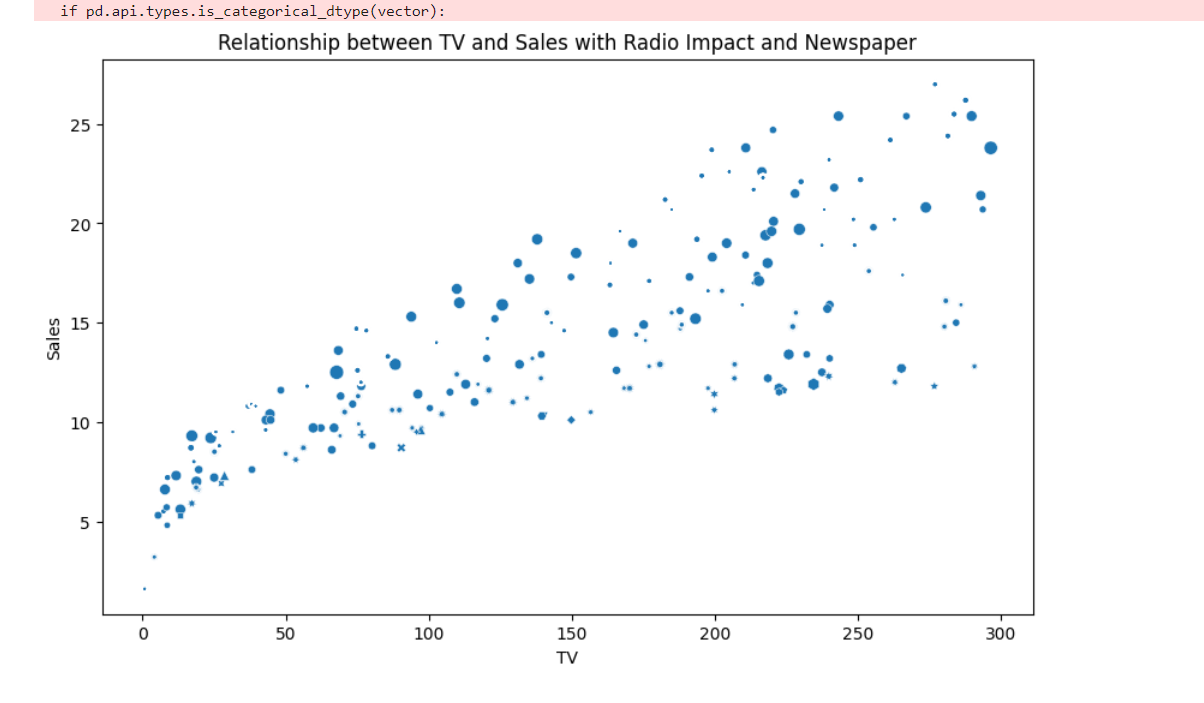 if pd.api.types.is_categorical_dtype(vector):
Relationship between TV and Sales with Radio Impact and Newspaper
25
20
15
10
5
Sales
0 50 100 150 200 250 300
TV